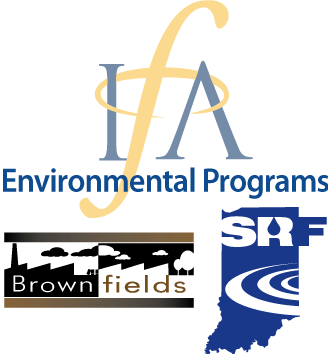 IfA
Environmental Programs
Brownfields
SRF